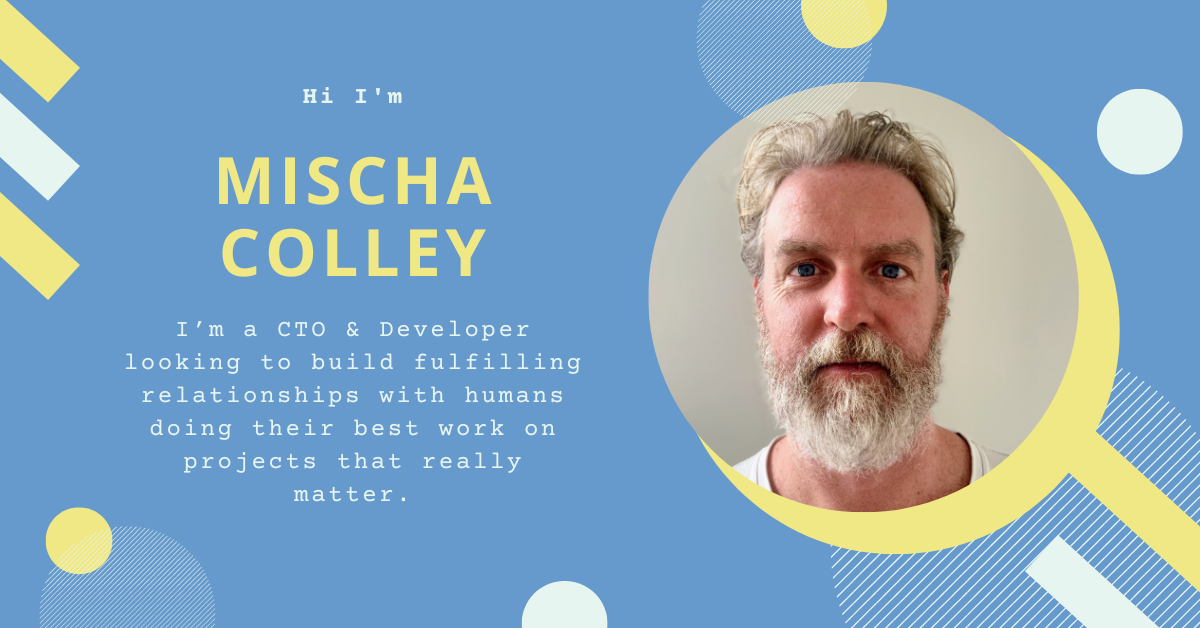 Hi I'm
MISCHA
COLLEY
I’m a CTO & Developer
looking to build fulfilling
relationships with humans
doing their best work on
projects that really
matter.